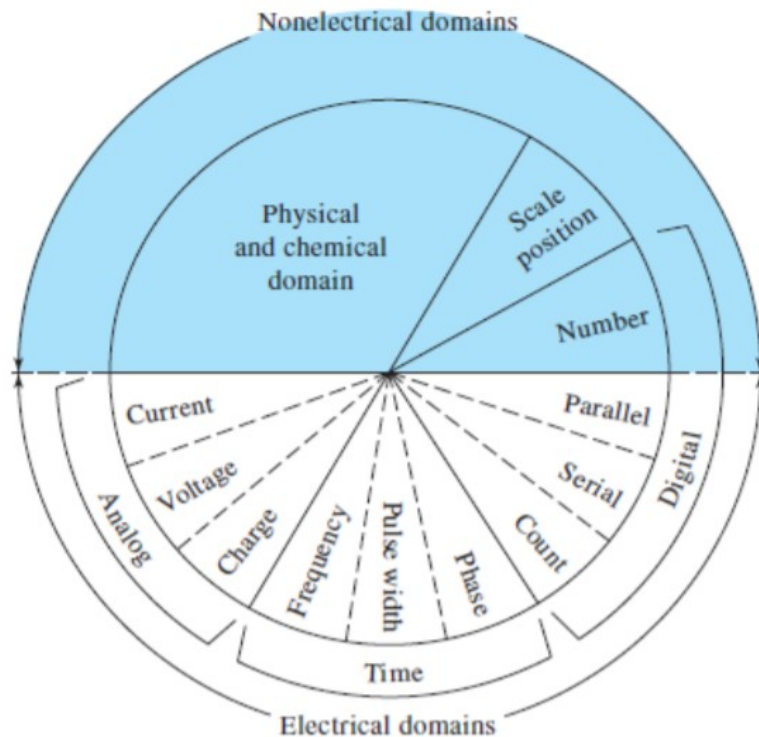 Nonelectrical domains
Physical
and chemical
domain
Scale
position
Number
Current
Voltage
Charge
Frequency
Pulse width
Phase
Count
Serial
Parallel
Analog
Time
Digital
Electrical domains